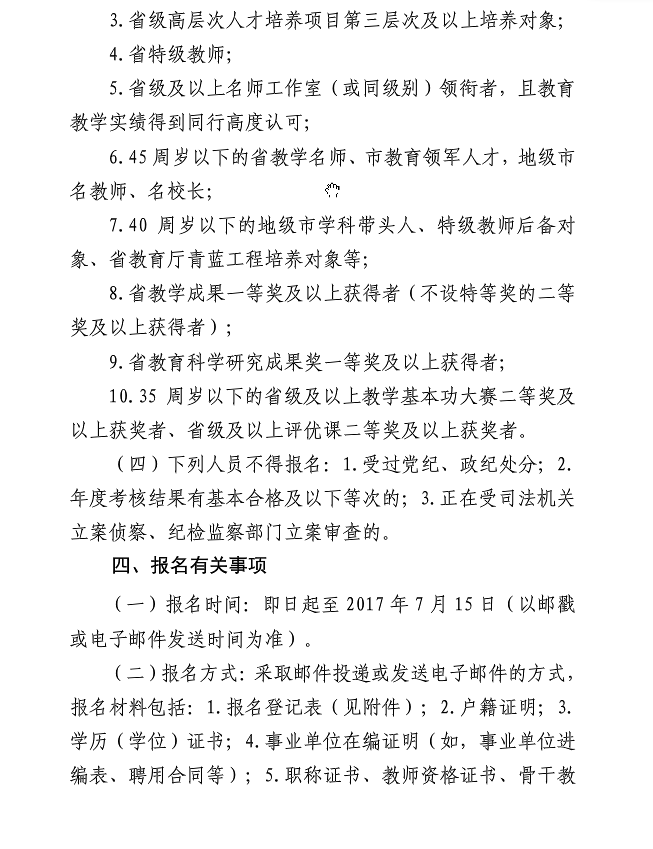 3.省级高层次人才培养项目第三层次及以上培养对象；
4.省特级教师；
5.省级及以上名师工作室（或同级别）领衔者，且教育
教学实绩得到同行高度认可；
6.45周岁以下的省教学名师、市教育领军人才，地级市
名教师、名校长；
7.40 周岁以下的地级市学科带头人、特级教师后备对
象、省教育厅青蓝工程培养对象等；
8.省教学成果一等奖及以上获得者（不设特等奖的二等
奖及以上获得者）；
9.省教育科学研究成果奖一等奖及以上获得者；
10.35 周岁以下的省级及以上教学基本功大赛二等奖及
以上获奖者、省级及以上评优课二等奖及以上获奖者。
（四）下列人员不得报名：1.受过党纪、政纪处分；2.
年度考核结果有基本合格及以下等次的；3.正在受司法机关
立案侦察、纪检监察部门立案审查的。
四、报名有关事项
（一）报名时间：即日起至 2017 年 7 月 15 日（以邮戳
或电子邮件发送时间为准）。
（二）报名方式：采取邮件投递或发送电子邮件的方式，
报名材料包括：1.报名登记表（见附件）；2.户籍证明；3.
学历（学位）证书；4.事业单位在编证明（如，事业单位进
编表、聘用合同等）；5.职称证书、教师资格证书、骨干教